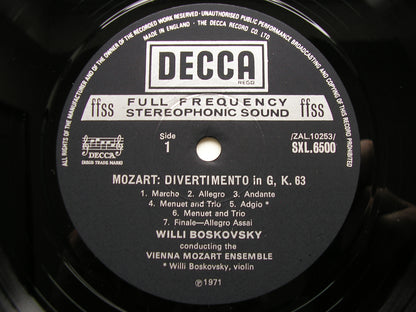 ALL RIGHTS OF THE MANUFACTURER AND OF THE OWNER OF THE RECORDED WORK RESERVED. UNAUTHORISED PUBLIC PERFORMANCE BROADCASTING AND COPYING OF THIS RECORD PROHIBITED
MADE IN ENGLAND · THE DECCA RECORD CO. LTD
DECCA
REGD
ffss
FULL FREQUENCY
STEREOPHONIC SOUND
ffss
Side
1
/ZAL.10253/
SXL.6500
DECCA
MOZART: DIVERTIMENTO in G, K. 63
1. Marche 2. Allegro 3. Andante
4. Menuet and Trio 5. Adgio *
6. Menuet and Trio
7. Finale—Allegro Assai
WILLI BOSKOVSKY
conducting the
VIENNA MOZART ENSEMBLE
* Willi Boskovsky, violin
℗1971